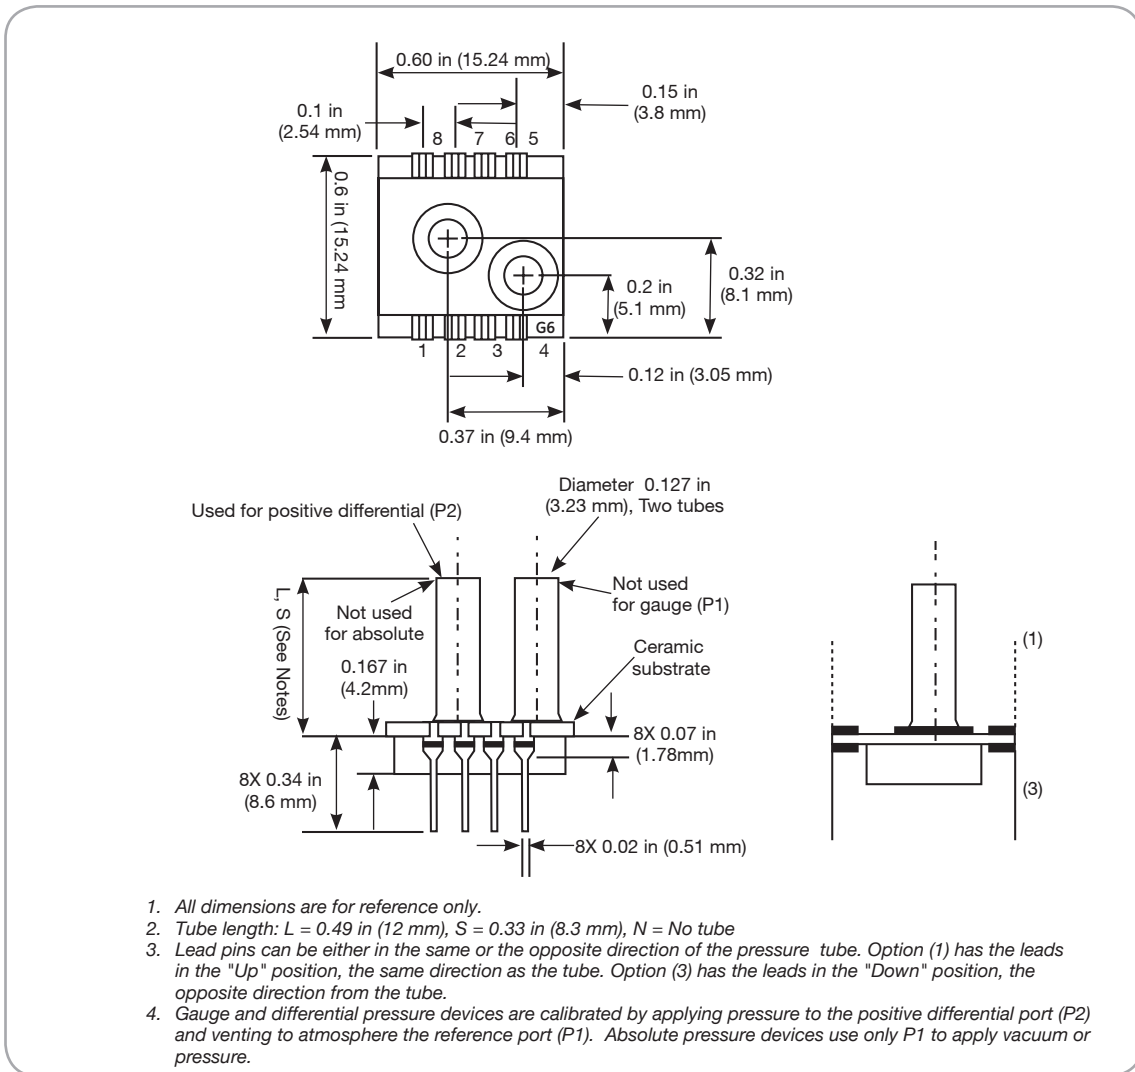 0.60 in (15.24 mm)
0.15 in
(3.8 mm)
0.1 in
(2.54 mm)
8 7 6 5
0.6 in (15.24 mm
0.32 in
(8.1 mm)
0.2 in
(5.1 mm)
G6
1 2 3 4
0.12 in (3.05 mm)
0.37 in (9.4 mm)
Diameter 0.127 in
(3.23 mm), Two tubes
Used for positive differential (P2)
Not used
for gauge (P1)
Not used
for absolute
L, S (See Notes)
Ceramic
substrate
0.167 in
(4.2mm)
8X 0.07 in
(1.78mm)
8X 0.34 in
(8.6 mm)
8X 0.02 in (0.51 mm)
(1)
(3)
1. All dimensions are for reference only.
2. Tube length: L = 0.49 in (12 mm), S = 0.33 in (8.3 mm), N = No tube
3. Lead pins can be either in the same or the opposite direction of the pressure tube. Option (1) has the leads
in the "Up" position, the same direction as the tube. Option (3) has the leads in the "Down" position, the
opposite direction from the tube.
4. Gauge and differential pressure devices are calibrated by applying pressure to the positive differential port (P2)
and venting to atmosphere the reference port (P1). Absolute pressure devices use only P1 to apply vacuum or
pressure.